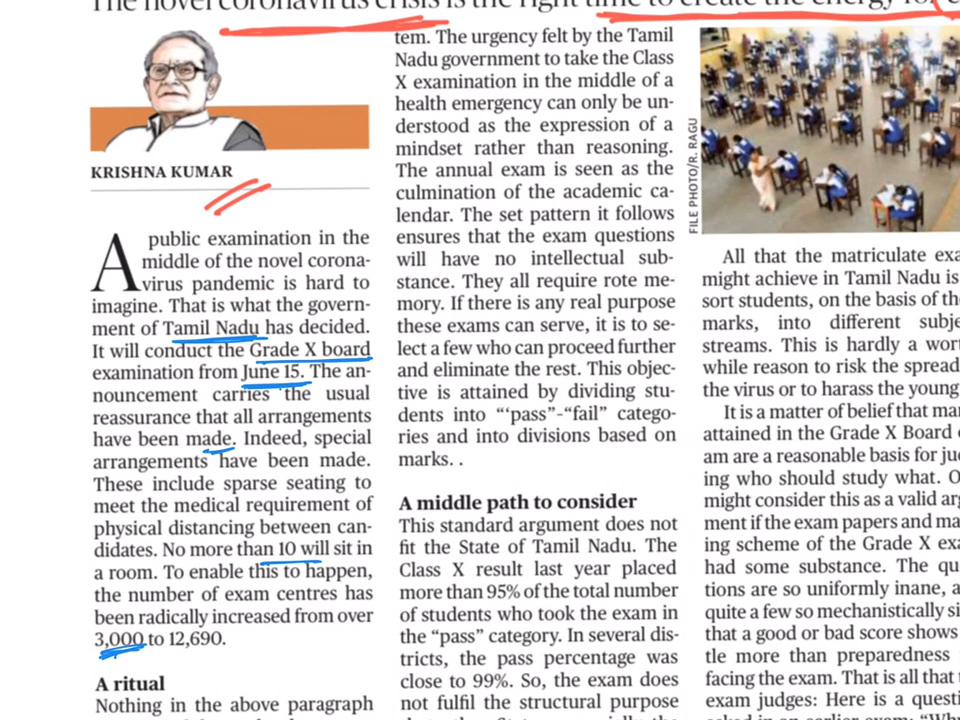 The novel coronavirus crisis is the right time to create the energy for
KRISHNA KUMAR
A public examination in the
middle of the novel corona-
virus pandemic is hard to
imagine. That is what the govern-
ment of Tamil Nadu has decided.
It will conduct the Grade X board
examination from June 15. The an-
nouncement carries the usual
reassurance that all arrangements
have been made. Indeed, special
arrangements have been made.
These include sparse seating to
meet the medical requirement of
physical distancing between can-
didates. No more than 10 will sit in
a room. To enable this to happen,
the number of exam centres has
been radically increased from over
3,000 to 12,690.
A ritual
Nothing in the above paragraph
tem. The urgency felt by the Tamil
Nadu government to take the Class
X examination in the middle of a
health emergency can only be un-
derstood as the expression of a
mindset rather than reasoning.
The annual exam is seen as the
culmination of the academic ca-
lendar. The set pattern it follows
ensures that the exam questions
will have no intellectual sub-
stance. They all require rote me-
mory. If there is any real purpose
these exams can serve, it is to se-
lect a few who can proceed further
and eliminate the rest. This objec-
tive is attained by dividing stu-
dents into “‘pass”-“fail” catego-
ries and into divisions based on
marks. .
A middle path to consider
This standard argument does not
fit the State of Tamil Nadu. The
Class X result last year placed
more than 95% of the total number
of students who took the exam in
the “pass” category. In several dis-
tricts, the pass percentage was
close to 99%. So, the exam does
not fulfil the structural purpose
FILE PHOTO/R. RAGU
All that the matriculate exa
might achieve in Tamil Nadu is
sort students, on the basis of the
marks, into different subje
streams. This is hardly a wort
while reason to risk the spread
the virus or to harass the young
It is a matter of belief that mar
attained in the Grade X Board
am are a reasonable basis for jud
ing who should study what. O
might consider this as a valid arg
ment if the exam papers and ma
ing scheme of the Grade X exa
had some substance. The qu
tions are so uniformly inane, a
quite a few so mechanistically si
that a good or bad score shows
tle more than preparedness
facing the exam. That is all that
exam judges: Here is a questi